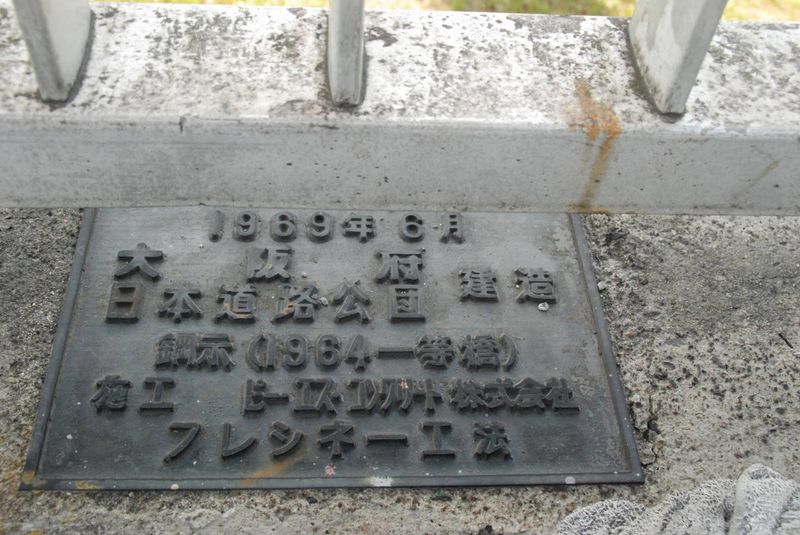 1969年6月
大阪府
日本道路公団 建造
鋼示(1964一等橋)
施工 ピー・エス・コンクリート株式会社
フレシネー工法